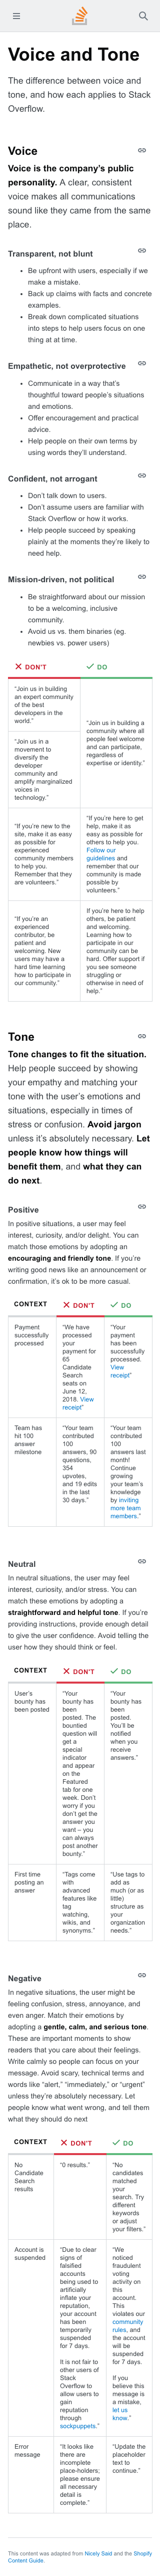 Voice and Tone
The difference between voice and
tone, and how each applies to Stack
Overflow.
Voice
Voice is the company's public
personality. A clear, consistent
voice makes all communications
sound like they came from the same
place.
Transparent, not blunt
• Be upfront with users, especially if we
make a mistake.
• Back up claims with facts and concrete
examples.
• Break down complicated situations
into steps to help users focus on one
thing at at time.
Empathetic, not overprotective
• Communicate in a way that's
thoughtful toward people's situations
and emotions.
• Offer encouragement and practical
advice.
• Help people on their own terms by
using words they'll understand.
Confident, not arrogant
• Don't talk down to users.
• Don't assume users are familiar with
Stack Overflow or how it works.
• Help people succeed by speaking
plainly at the moments they're likely to
need help.
Mission-driven, not political
• Be straightforward about our mission
to be a welcoming, inclusive
community.
• Avoid us vs. them binaries (eg.
newbies vs. power users)
DON'T
DO
"Join us in building
an expert community
of the best
developers in the
world."
"Join us in a
movement to
diversify the
developer
community and
amplify marginalized
voices in
technology."
"Join us in building a
community where all
people feel welcome
and can participate,
regardless of
expertise or identity."
"If you're new to the
site, make it as easy
as possible for
experienced
community members
to help you.
Remember that they
are volunteers."
"If you're here to get
help, make it as
easy as possible for
others to help you.
Follow our
guidelines and
remember that our
community is made
possible by
volunteers."
"If you're an
experienced
contributor, be
patient and
welcoming. New
users may have a
hard time learning
how to participate in
our community."
If you're here to help
others, be patient
and welcoming.
Learning how to
participate in our
community can be
hard. Offer support if
you see someone
struggling or
otherwise in need of
help."
Tone
Tone changes to fit the situation.
Help people succeed by showing
our empathy and matching your
tone with the user's emotions and
situations, especially in times of
stress or confusion. Avoid jargon
unless it's absolutely necessary. Let
people know how things will
benefit them, and what they can
do next.
Positive
In positive situations, a user may feel
interest, curiosity, and/or delight. You can
match these emotions by adopting an
encouraging and friendly tone. If you're
writing good news like an announcement or
confirmation, it's ok to be more casual.
CONTEXT
DON'T
DO
Payment
successfully
processed
"We have
processed
your
payment for
65
Candidate
Search
seats on
June 12,
2018. View
receipt"
"Your
payment
has been
successfully
processed.
View
receipt"
Team has
hit 100
answer
milestone
"Your team
contributed
100
answers, 90
questions,
354
upvotes,
and 19 edits
in the last
30 days."
"Your team
contributed
100
answers last
month!
Continue
growing
your team's
knowledge
by inviting
more team
members."
Neutral
In neutral situations, the user may feel
interest, curiosity, and/or stress. You can
match these emotions by adopting a
straightforward and helpful tone. If you're
providing instructions, provide enough detail
to give the user confidence. Avoid telling the
user how they should think or feel.
CONTEXT
DON'T
DO
User's
bounty has
been posted
"Your
bounty has
been
posted. The
bountied
question will
get a
special
indicator
and appear
on the
Featured
tab for one
week. Don't
worry if you
don't get the
answer you
want – you
can always
post another
bounty."
"Your
bounty has
been
posted.
You'll be
notified
when you
receive
answers."
First time
posting an
answer
"Tags come
with
advanced
features like
tag
watching,
wikis, and
synonyms."
"Use tags to
add as
much (or as
little)
structure as
your
organization
needs."
Negative
In negative situations, the user might be
feeling confusion, stress, annoyance, and
even anger. Match their emotions by
adopting a gentle, calm, and serious tone.
These are important moments to show
readers that you care about their feelings.
Write calmly so people can focus on your
message. Avoid scary, technical terms and
words like "alert," "immediately," or "urgent"
unless they're absolutely necessary. Let
people know what went wrong, and tell them
what they should do next
CONTEXT
DON'T
DO
No
Candidate
Search
results
"0 results."
"No
candidates
matched
your
search. Try
different
keywords
or adjust
your filters."
Account is
suspended
"Due to clear
signs of
falsified
accounts
being used to
artificially
inflate your
reputation,
your account
has been
temporarily
suspended
for 7 days.
It is not fair to
other users of
Stack
Overflow to
allow users to
gain
reputation
through
sockpuppets."
"We
noticed
fraudulent
voting
activity on
this
account.
This
violates our
community
rules, and
the account
will be
suspended
for 7 days.
If you
believe this
message is
a mistake,
let us
know."
Error
message
"It looks like
there are
incomplete
place-holders;
please ensure
all necessary
detail is
complete."
"Update the
placeholder
text to
continue."
This content was adapted from Nicely Said and the Shopify
Content Guide.